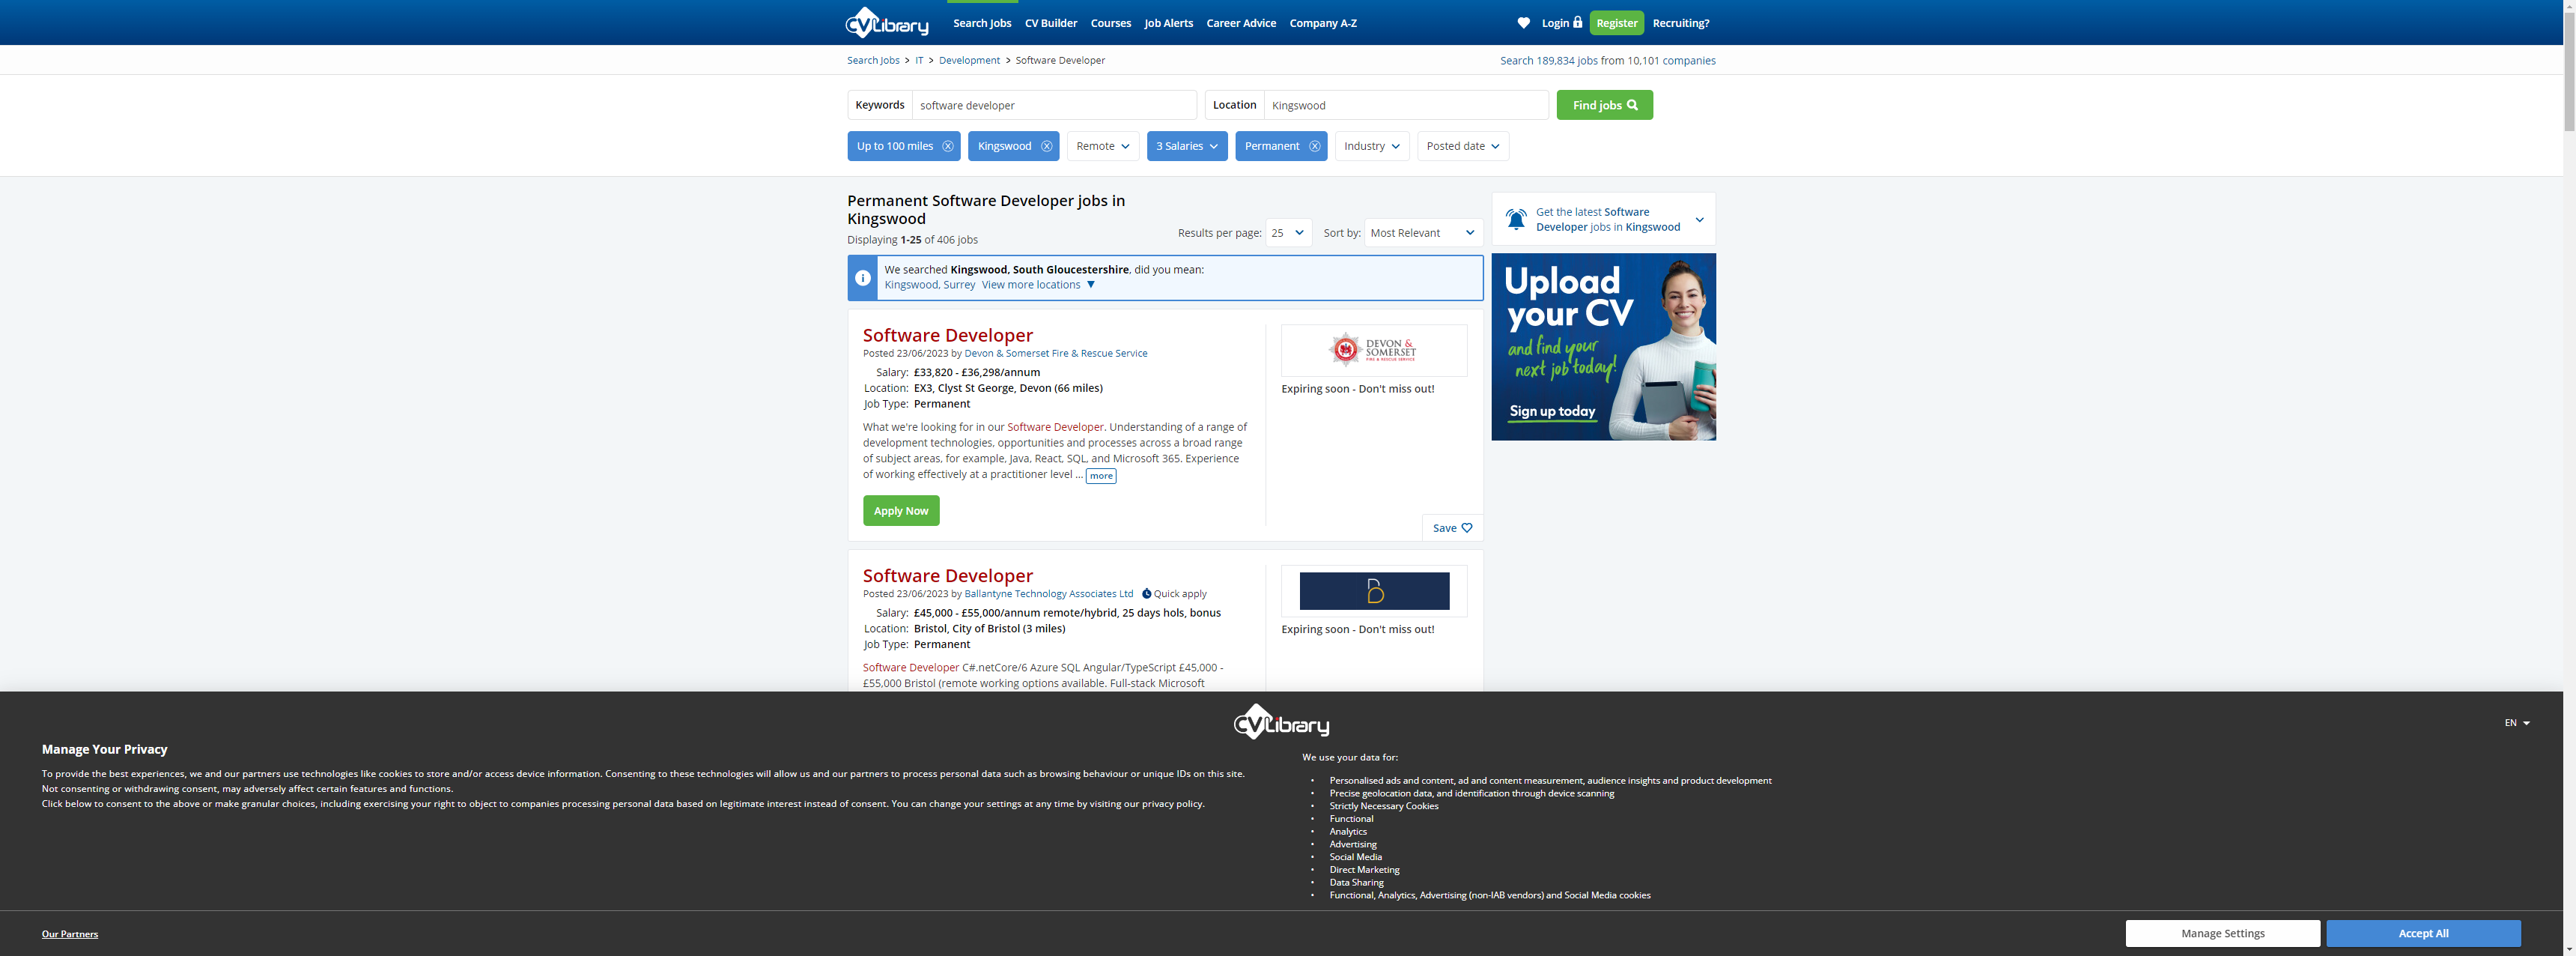 CVLibrary
Search Jobs CV Builder Courses Job Alerts Career Advice Company A-Z
Login Register Recruiting?
Search Jobs > IT > Development > Software Developer
Search 189,834 jobs from 10,101 companies
Keywords software developer Location Kingswood Find jobs
Up to 100 miles Kingswood Remote 3 Salaries Permanent Industry Posted date
Permanent Software Developer jobs in
Kingswood
Displaying 1-25 of 406 jobs
Results per page: 25 Sort by: Most Relevant
We searched Kingswood, South Gloucestershire, did you mean:
Kingswood, Surrey View more locations ▼
Software Developer
Posted 23/06/2023 by Devon & Somerset Fire & Rescue Service
Salary: £33,820 - £36,298/annum
Location: EX3, Clyst St George, Devon (66 miles)
Job Type: Permanent
What we're looking for in our Software Developer. Understanding of a range of
development technologies, opportunities and processes across a broad range
of subject areas, for example, Java, React, SQL, and Microsoft 365. Experience
of working effectively at a practitioner level ... more
Apply Now
DEVON &
SOMERSET
FIRE & RESCUE SERVICE
Expiring soon - Don't miss out!
Save
Software Developer
Posted 23/06/2023 by Ballantyne Technology Associates Ltd Quick apply
Salary: £45,000 - £55,000/annum remote/hybrid, 25 days hols, bonus
Location: Bristol, City of Bristol (3 miles)
Job Type: Permanent
Software Developer C#.netCore/6 Azure SQL Angular/TypeScript £45,000 -
£55,000 Bristol (remote working options available. Full-stack Microsoft
Expiring soon - Don't miss out!
Get the latest Software
Developer jobs in Kingswood
Upload
your CV
and find your
next job today!
Sign up today
CVLibrary
EN
Manage Your Privacy
To provide the best experiences, we and our partners use technologies like cookies to store and/or access device information. Consenting to these technologies will allow us and our partners to process personal data such as browsing behaviour or unique IDs on this site.
Not consenting or withdrawing consent, may adversely affect certain features and functions.
Click below to consent to the above or make granular choices, including exercising your right to object to companies processing personal data based on legitimate interest instead of consent. You can change your settings at any time by visiting our privacy policy.
We use your data for:
• Personalised ads and content, ad and content measurement, audience insights and product development
• Precise geolocation data, and identification through device scanning
• Strictly Necessary Cookies
• Functional
• Analytics
• Advertising
• Social Media
• Direct Marketing
• Data Sharing
• Functional, Analytics, Advertising (non-IAB vendors) and Social Media cookies
Our Partners
Manage Settings Accept All